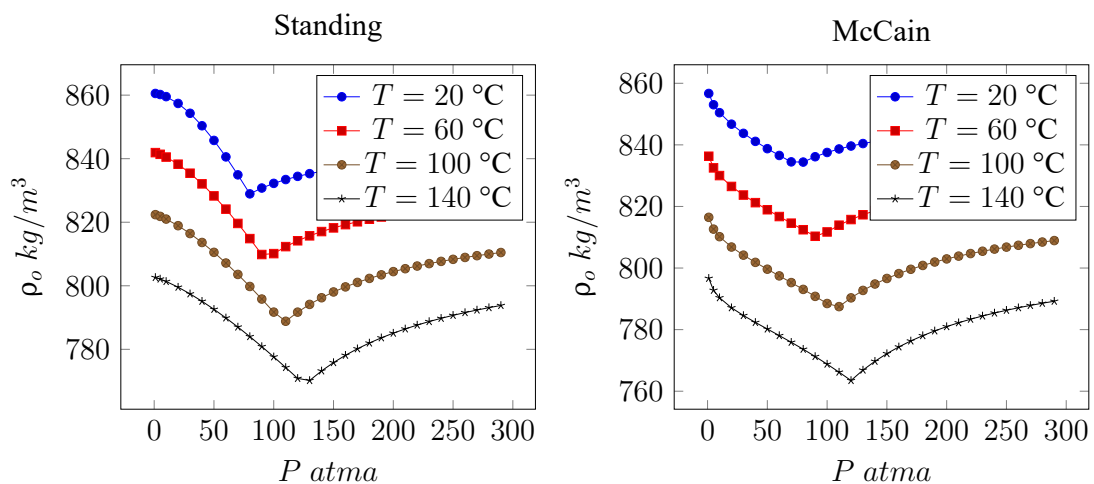 Standing
ρₒ kg/m³
860
840
820
800
780
0 50 100 150 200 250 300
P atma
T = 20 °C
T = 60 °C
T = 100 °C
T = 140 °C
McCain
ρₒ kg/m³
860
840
820
800
780
760
0 50 100 150 200 250 300
P atma
T = 20 °C
T = 60 °C
T = 100 °C
T = 140 °C